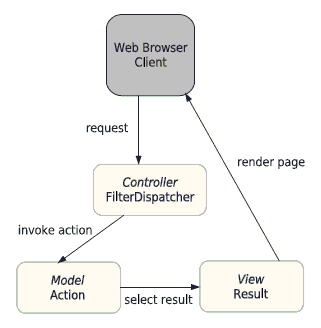 Web Browser
Client
request
render page
Controller
FilterDispatcher
invoke action
Model
Action
select result
View
Result